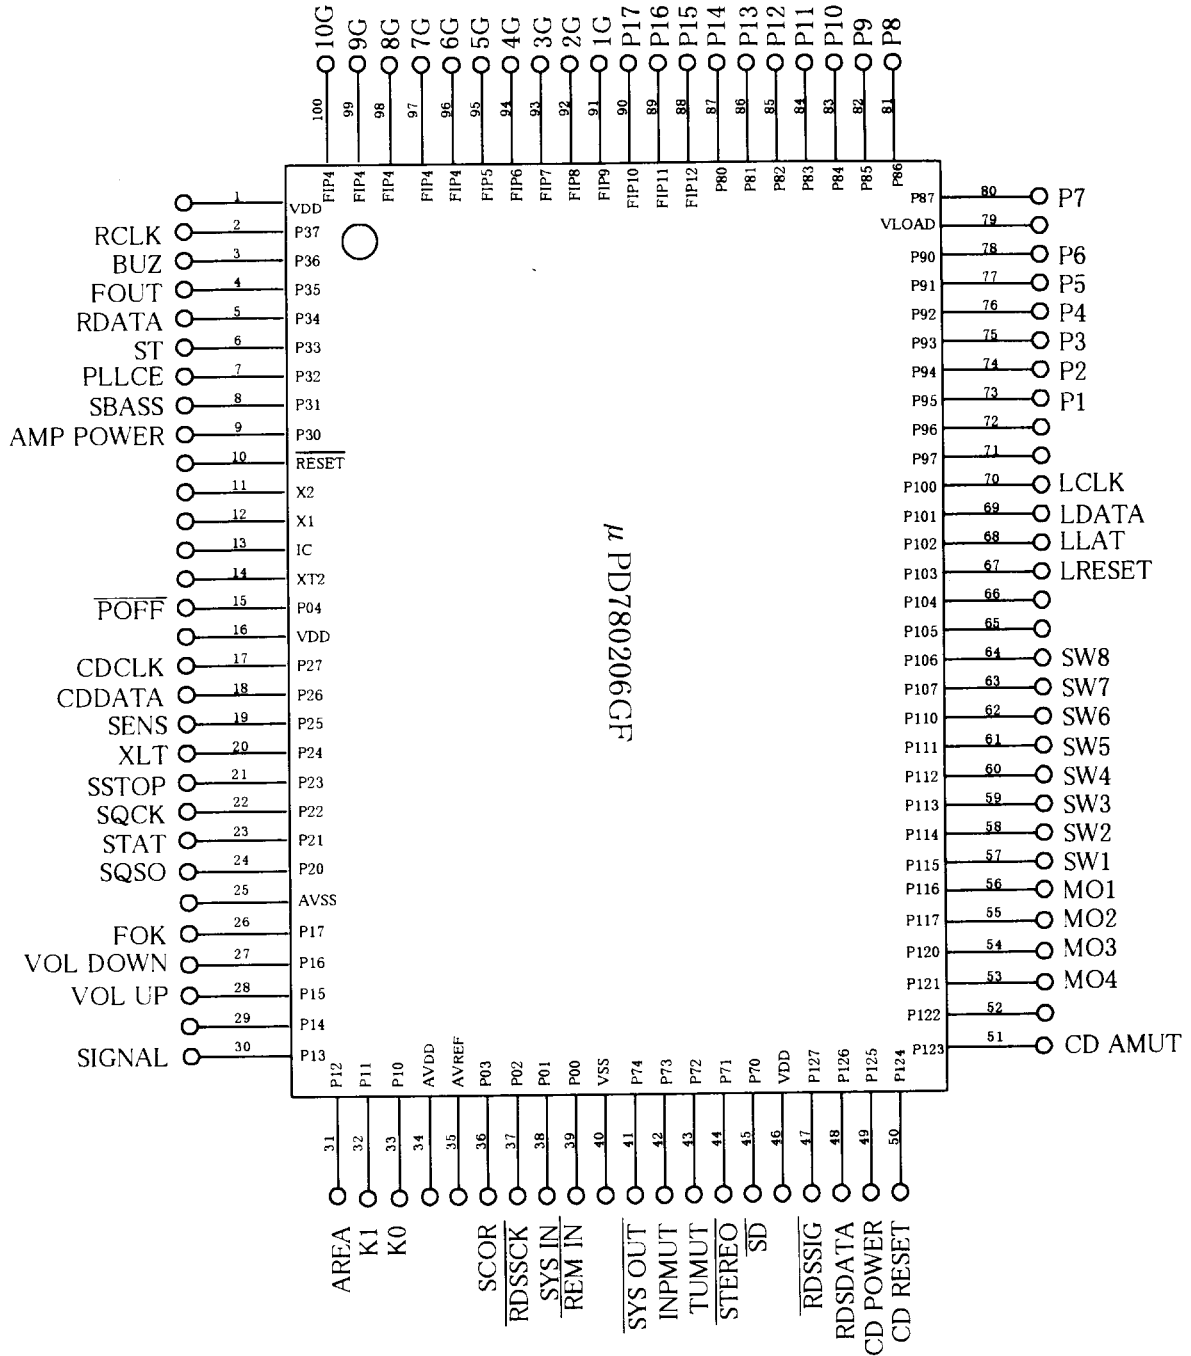 10G 9G 8G 7G 6G 5G 4G 3G 2G 1G P17 P16 P15 P14 P13 P12 P11 P10 P9 P8
100 99 98 97 96 95 94 93 92 91 90 89 88 87 86 85 84 83 82 81
FIP4 FIP4 FIP4 FIP4 FIP4 FIP5 FIP6 FIP7 FIP8 FIP9 FIP10 FIP11 FIP12 P80 P81 P82 P83 P84 P85 P86
1 VDD
RCLK 2 P37
BUZ 3 P36
FOUT 4 P35
RDATA 5 P34
ST 6 P33
PLLCE 7 P32
SBASS 8 P31
AMP POWER 9 P30
10 RESET
11 X2
12 X1
13 IC
14 XT2
POFF 15 P04
16 VDD
CDCLK 17 P27
CDDATA 18 P26
SENS 19 P25
XLT 20 P24
SSTOP 21 P23
SQCK 22 P22
STAT 23 P21
SQSO 24 P20
25 AVSS
FOK 26 P17
VOL DOWN 27 P16
VOL UP 28 P15
29 P14
SIGNAL 30 P13
μ PD780206GF
P87 80 P7
VLOAD 79
P90 78 P6
P91 77 P5
P92 76 P4
P93 75 P3
P94 74 P2
P95 73 P1
P96 72
P97 71
P100 70 LCLK
P101 69 LDATA
P102 68 LLAT
P103 67 LRESET
P104 66
P105 65
P106 64 SW8
P107 63 SW7
P110 62 SW6
P111 61 SW5
P112 60 SW4
P113 59 SW3
P114 58 SW2
P115 57 SW1
P116 56 MO1
P117 55 MO2
P120 54 MO3
P121 53 MO4
P122 52
P123 51 CD AMUT
P12 P11 P10 AVDD AVREF P03 P02 P01 P00 VSS P74 P73 P72 P71 P70 VDD P127 P126 P125 P124
31 32 33 34 35 36 37 38 39 40 41 42 43 44 45 46 47 48 49 50
AREA K1 K0 SCOR RDSSCK SYS IN REM IN SYS OUT INPMUT TUMUT STEREO SD RDSSIG RDSDATA CD POWER CD RESET